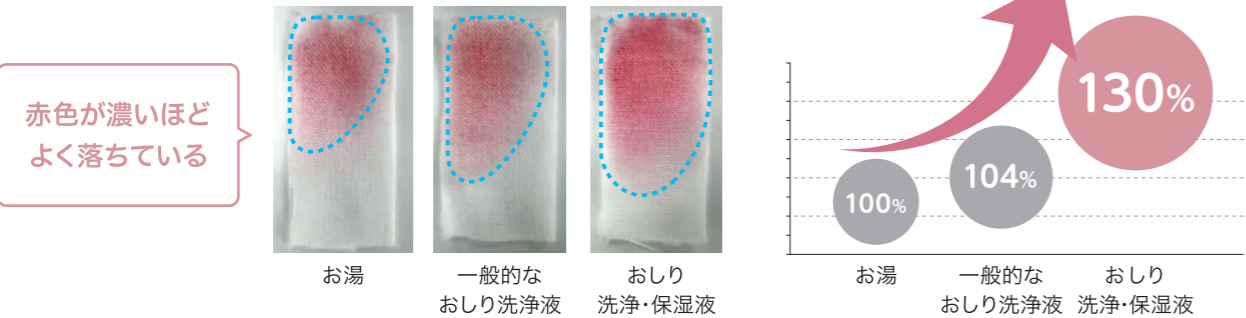 赤色が濃いほど
よく落ちている
お湯
一般的な
おしり洗浄液
おしり
洗浄・保湿液
100%
104%
130%
お湯
一般的な
おしり洗浄液
おしり
洗浄・保湿液